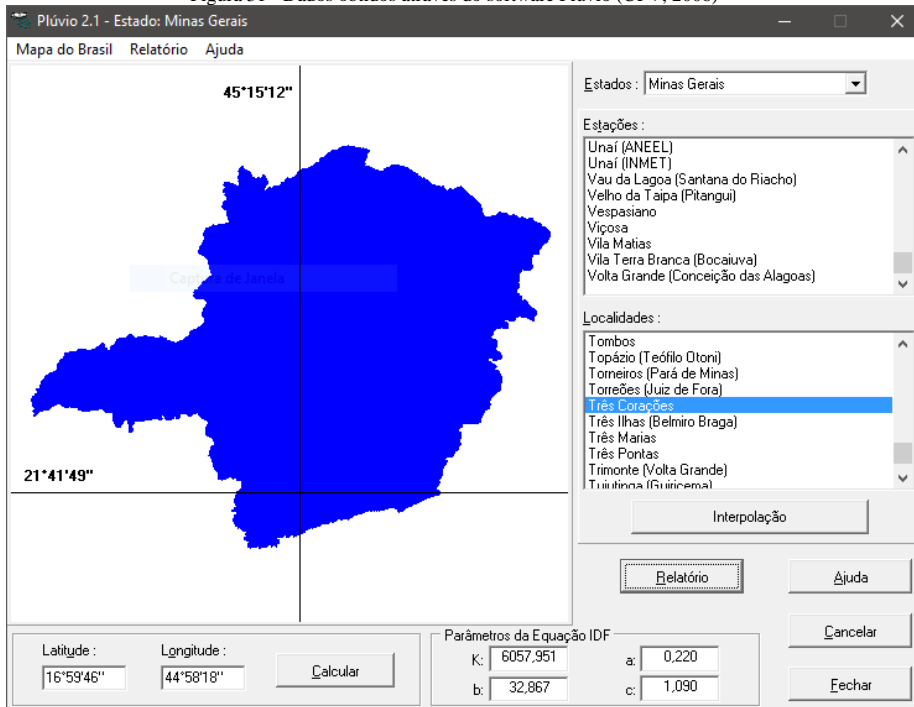 Plúvio 2.1 - Estado: Minas Gerais
Mapa do Brasil Relatório Ajuda
45°15'12"
21°41'49"
Captura de Janela
Estados : Minas Gerais
Estações :
Unaí (ANEEL)
Unaí (INMET)
Vau da Lagoa (Santana do Riacho)
Velho da Taipa (Pitangui)
Vespasiano
Viçosa
Vila Matias
Vila Terra Branca (Bocaiuva)
Volta Grande (Conceição das Alagoas)
Localidades :
Tombos
Topázio (Teófilo Otoni)
Torneiros (Pará de Minas)
Torreões (Juiz de Fora)
Três Corações
Três Ilhas (Belmiro Braga)
Três Marias
Três Pontas
Trimonte (Volta Grande)
Tuiutinga (Guiricema)
Interpolação
Relatório Ajuda
Cancelar
Fechar
Latitude : Longitude :
16°59'46" 44°58'18" Calcular
Parâmetros da Equação IDF
K: 6057,951 a: 0,220
b: 32,867 c: 1,090